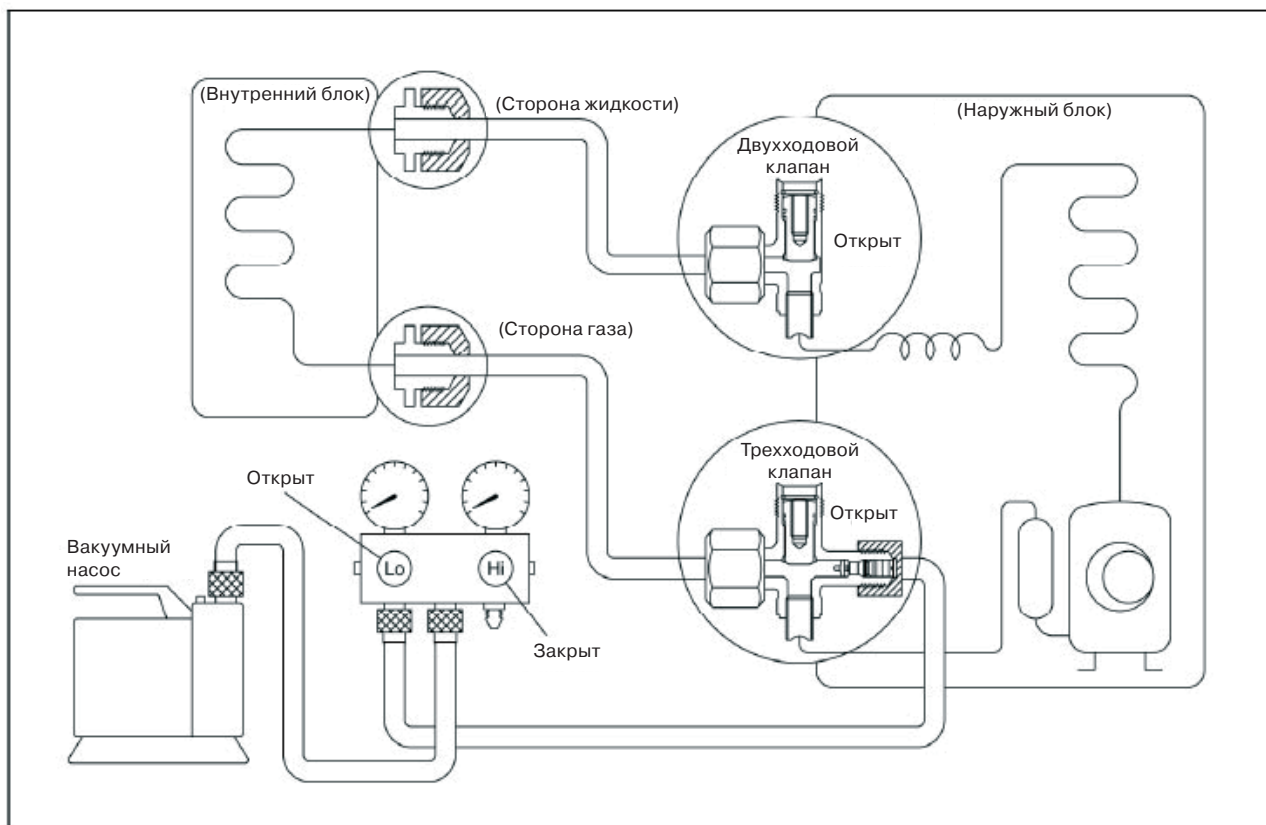 (Внутренний блок)
(Сторона жидкости)
(Наружный блок)
Двухходовой
клапан
Открыт
(Сторона газа)
Трехходовой
клапан
Открыт
Открыт
Вакуумный
насос
Lo
Hi
Закрыт